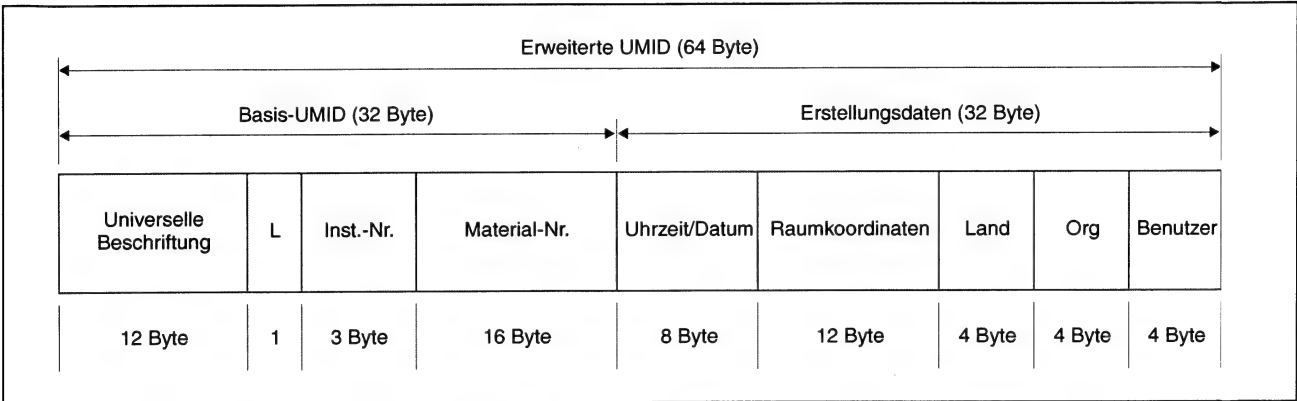 Erweiterte UMID (64 Byte)
Basis-UMID (32 Byte) Erstellungsdaten (32 Byte)
Universelle Beschriftung L Inst.-Nr. Material-Nr. Uhrzeit/Datum Raumkoordinaten Land Org Benutzer
12 Byte 1 3 Byte 16 Byte 8 Byte 12 Byte 4 Byte 4 Byte 4 Byte